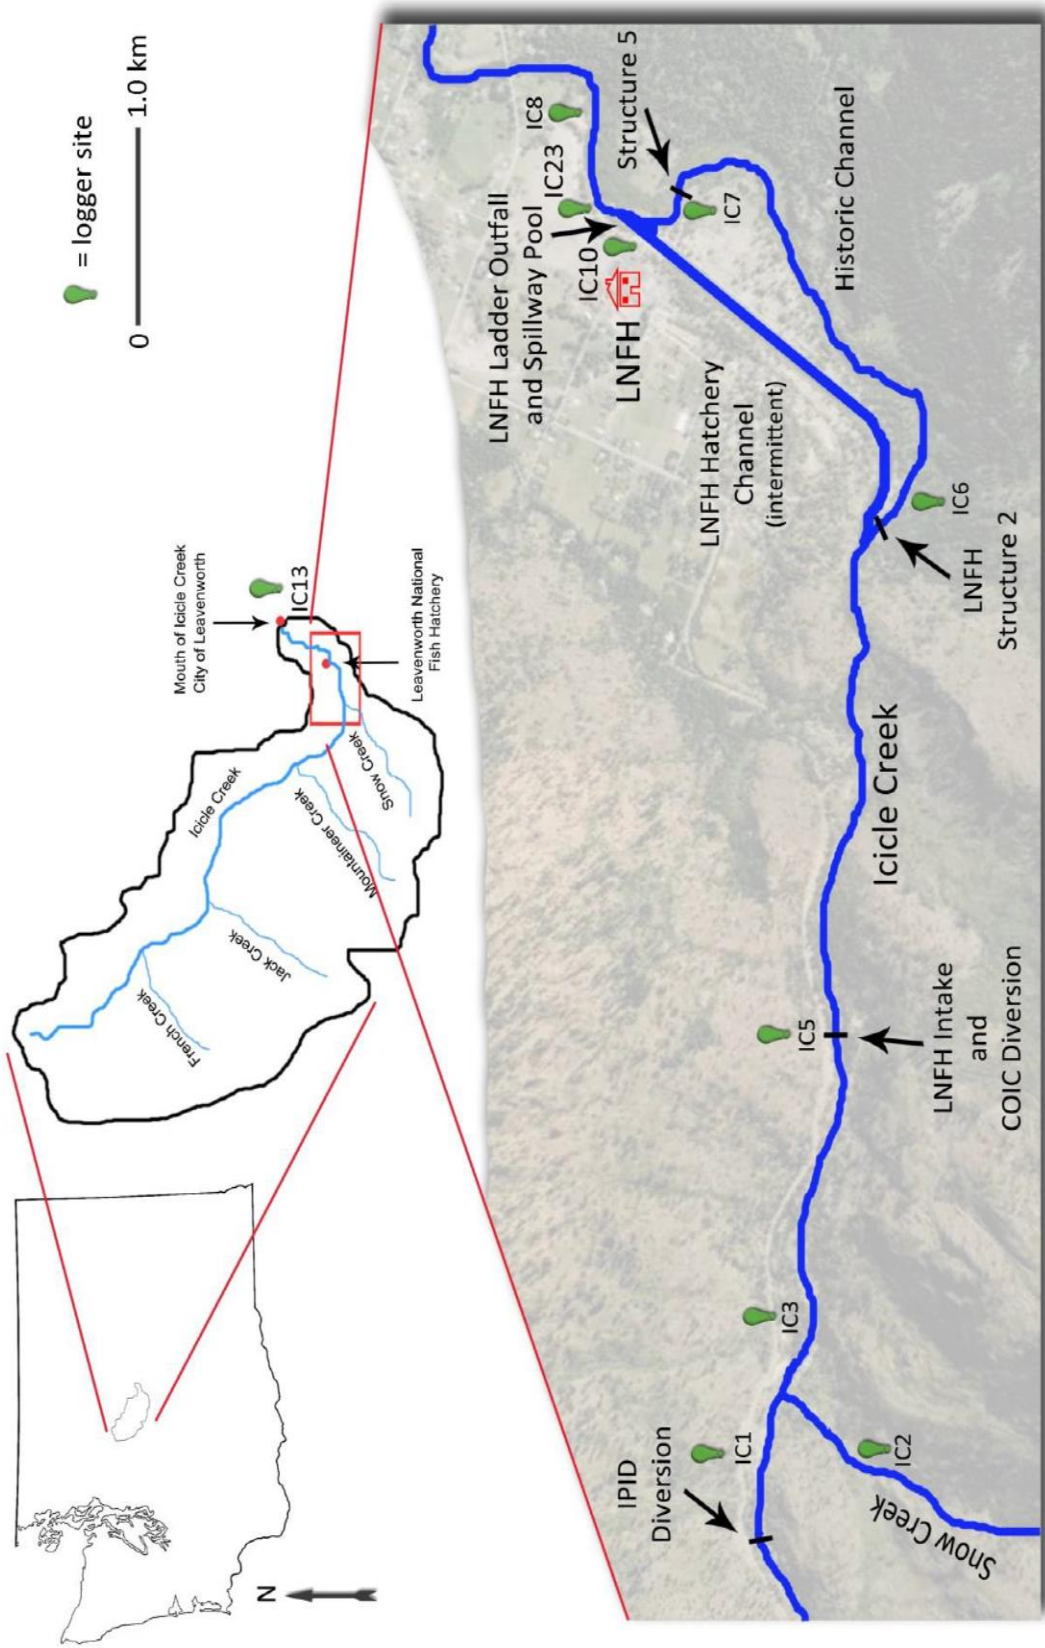 N
French Creek
Jack Creek
Icicle Creek
Mountaineer Creek
Snow Creek
Mouth of Icicle Creek
City of Leavenworth
IC13
Leavenworth National
Fish Hatchery
= logger site
0
1.0 km
IPID
Diversion
IC1
Snow Creek
IC2
IC3
IC5
LNFH Intake
and
COIC Diversion
Icicle Creek
LNFH
Structure 2
IC6
LNFH Hatchery
Channel
(intermittent)
LNFH
IC10
LNFH Ladder Outfall
and Spillway Pool
IC23
IC8
Structure 5
IC7
Historic Channel